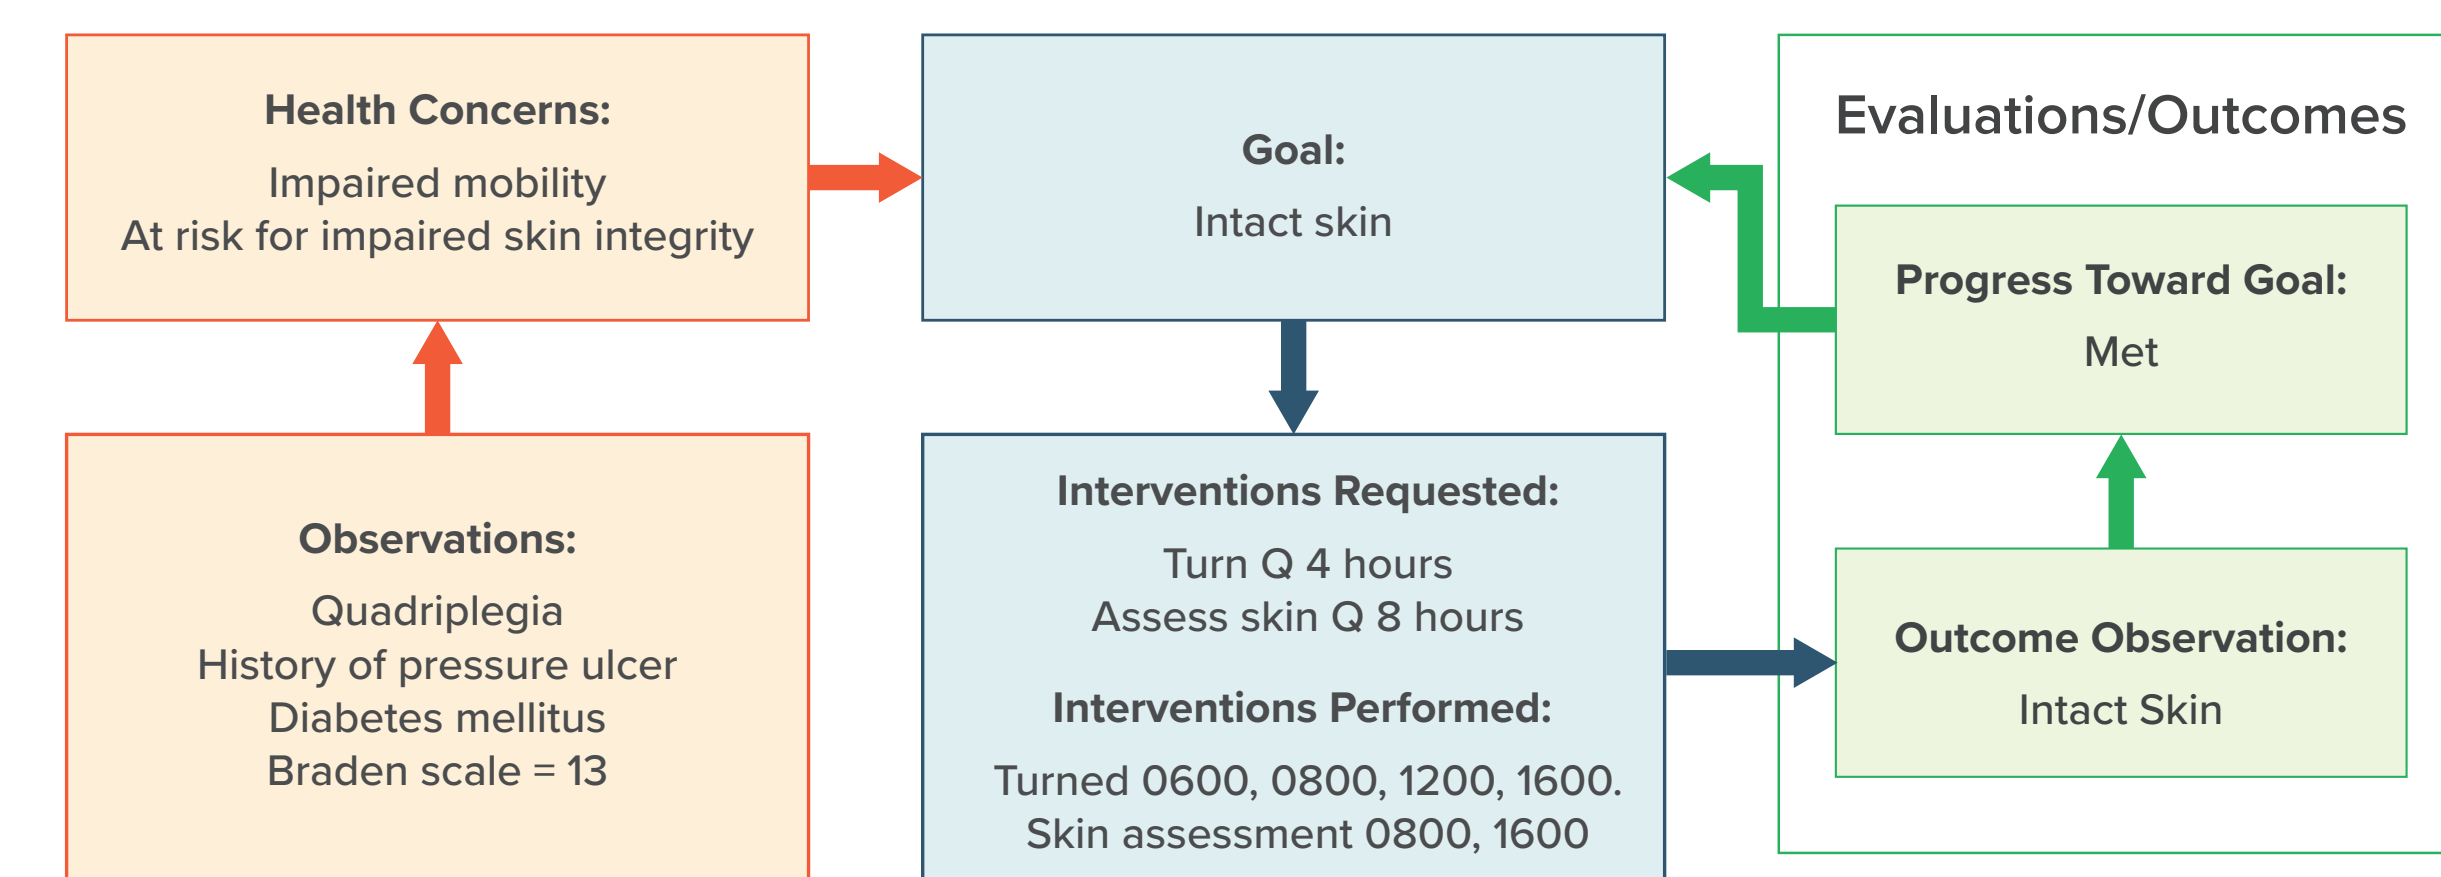 Health Concerns:
Impaired mobility
At risk for impaired skin integrity
Observations:
Quadriplegia
History of pressure ulcer
Diabetes mellitus
Braden scale = 13
Goal:
Intact skin
Interventions Requested:
Turn Q 4 hours
Assess skin Q 8 hours
Interventions Performed:
Turned 0600, 0800, 1200, 1600.
Skin assessment 0800, 1600
Evaluations/Outcomes
Progress Toward Goal:
Met
Outcome Observation:
Intact Skin